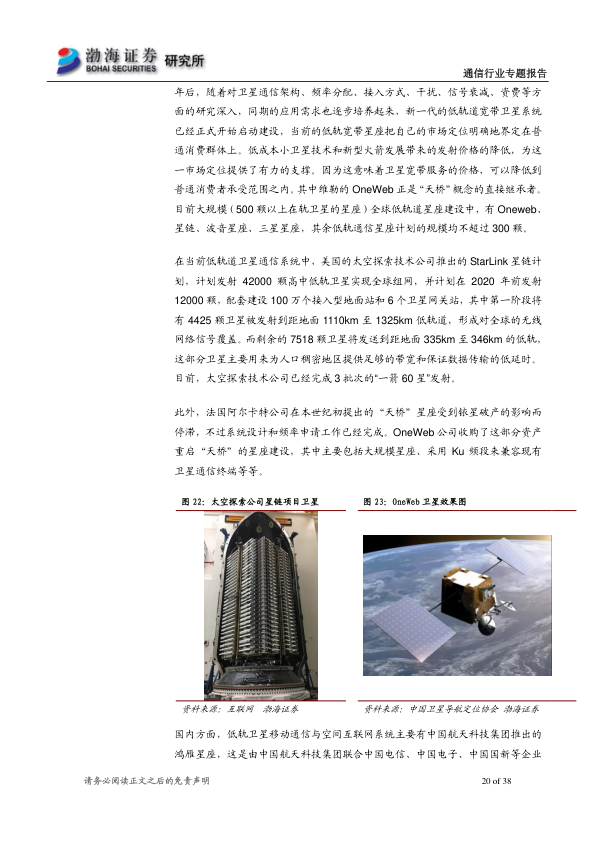 渤海证券 研究所
BOHAI SECURITIES
通信行业专题报告
年后，随着对卫星通信架构、频率分配、接入方式、干扰、信号衰减、资费等方
面的研究深入，同期的应用需求也逐步培养起来，新一代的低轨道宽带卫星系统
已经正式开始启动建设，当前的低轨宽带星座把自己的市场定位明确地界定在普
通消费群体上。低成本小卫星技术和新型火箭发展带来的发射价格的降低，为这
一市场定位提供了有力的支撑。因为这意味着卫星宽带服务的价格，可以降低到
普通消费者承受范围之内。其中维勒的 OneWeb 正是“天桥”概念的直接继承者。
目前大规模（500 颗以上在轨卫星的星座）全球低轨道星座建设中，有 Oneweb、
星链、波音星座、三星星座，其余低轨通信星座计划的规模均不超过 300 颗。
在当前低轨道卫星通信系统中，美国的太空探索技术公司推出的 StarLink 星链计
划，计划发射 42000 颗高中低轨卫星实现全球组网，并计划在 2020 年前发射
12000 颗，配套建设 100 万个接入型地面站和 6 个卫星网关站，其中第一阶段将
有 4425 颗卫星被发射到距地面 1110km 至 1325km 低轨道，形成对全球的无线
网络信号覆盖。而剩余的 7518 颗卫星将发送到距地面 335km 至 346km 的低轨，
这部分卫星主要用来为人口稠密地区提供足够的带宽和保证数据传输的低延时。
目前，太空探索技术公司已经完成 3 批次的“一箭 60 星”发射。
此外，法国阿尔卡特公司在本世纪初提出的“天桥”星座受到铱星破产的影响而
停滞，不过系统设计和频率申请工作已经完成。OneWeb 公司收购了这部分资产
重启“天桥”的星座建设，其中主要包括大规模星座、采用 Ku 频段来兼容现有
卫星通信终端等等。
图 22：太空探索公司星链项目卫星
图 23：OneWeb 卫星效果图
资料来源：互联网 渤海证券
资料来源：中国卫星导航定位协会 渤海证券
国内方面，低轨卫星移动通信与空间互联网系统主要有中国航天科技集团推出的
鸿雁星座，这是由中国航天科技集团联合中国电信、中国电子、中国国新等企业
请务必阅读正文之后的免责声明
20 of 38